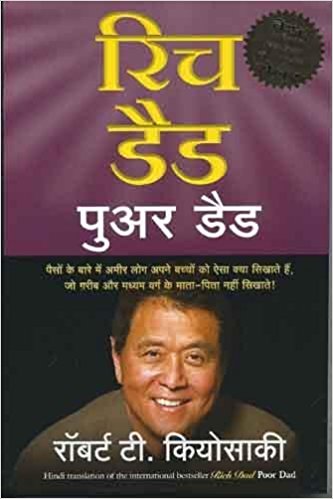 रिच
डैड
पुअर डैड
पैसों के बारे में अमीर लोग अपने बच्चों को ऐसा क्या सिखाते हैं,
जो ग़रीब और मध्यम वर्ग के माता-पिता नहीं सिखाते!
रॉबर्ट टी. कियोसाकी
Hindi translation of the international bestseller Rich Dad Poor Dad